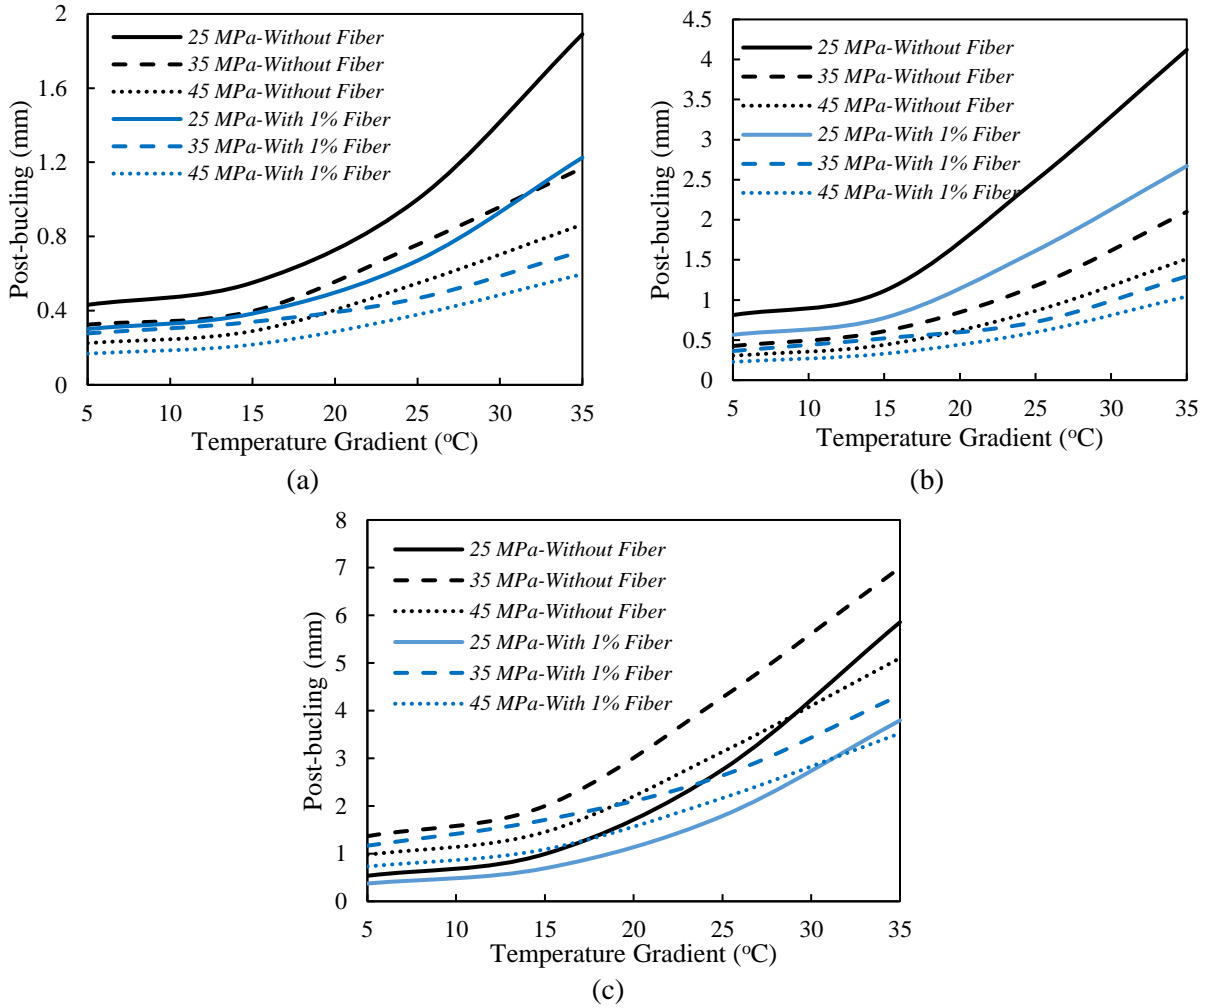 2
1.6
1.2
0.8
0.4
0
Post-bucling (mm)
25 MPa-Without Fiber
35 MPa-Without Fiber
45 MPa-Without Fiber
25 MPa-With 1% Fiber
35 MPa-With 1% Fiber
45 MPa-With 1% Fiber
5 10 15 20 25 30 35
Temperature Gradient (oC)
(a)
4.5
4
3.5
3
2.5
2
1.5
1
0.5
0
Post-bucling (mm)
25 MPa-Without Fiber
35 MPa-Without Fiber
45 MPa-Without Fiber
25 MPa-With 1% Fiber
35 MPa-With 1% Fiber
45 MPa-With 1% Fiber
5 10 15 20 25 30 35
Temperature Gradient (oC)
(b)
8
7
6
5
4
3
2
1
0
Post-bucling (mm)
25 MPa-Without Fiber
35 MPa-Without Fiber
45 MPa-Without Fiber
25 MPa-With 1% Fiber
35 MPa-With 1% Fiber
45 MPa-With 1% Fiber
5 10 15 20 25 30 35
Temperature Gradient (oC)
(c)